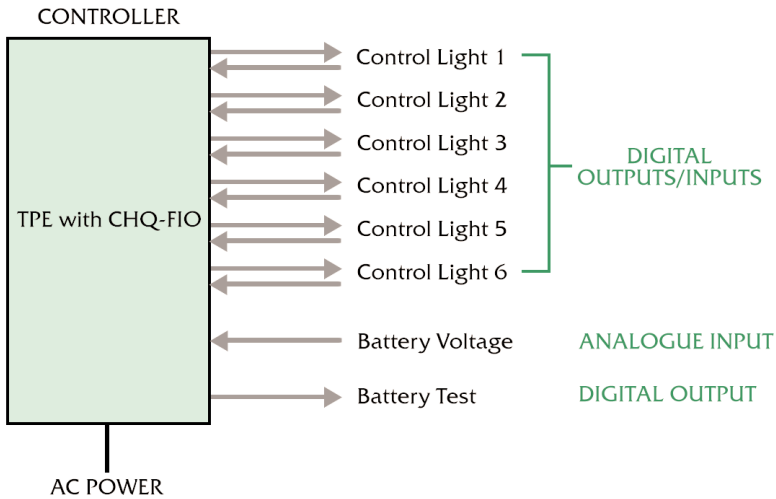 CONTROLLER
TPE with CHQ-FIO
Control Light 1
Control Light 2
Control Light 3
Control Light 4
Control Light 5
Control Light 6
DIGITAL
OUTPUTS/INPUTS
Battery Voltage
ANALOGUE INPUT
Battery Test
DIGITAL OUTPUT
AC POWER